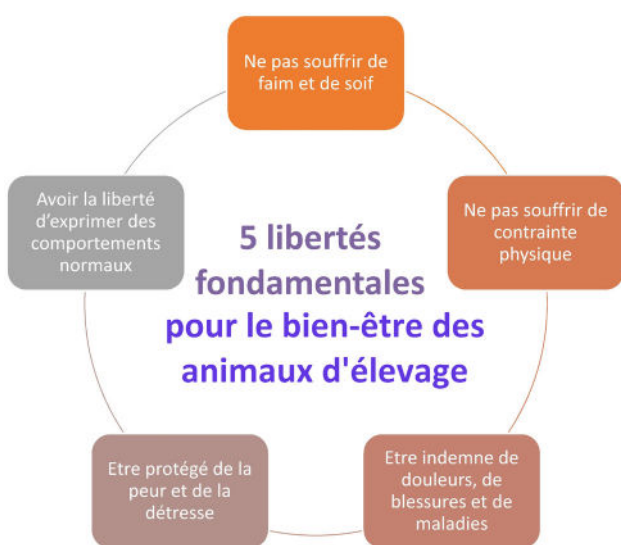 Ne pas souffrir de
faim et de soif
Ne pas souffrir de
contrainte
physique
Etre indemne de
douleurs, de
blessures et de
maladies
Etre protégé de la
peur et de la
détresse
Avoir la liberté
d'exprimer des
comportements
normaux
5 libertés
fondamentales
pour le bien-être des
animaux d'élevage